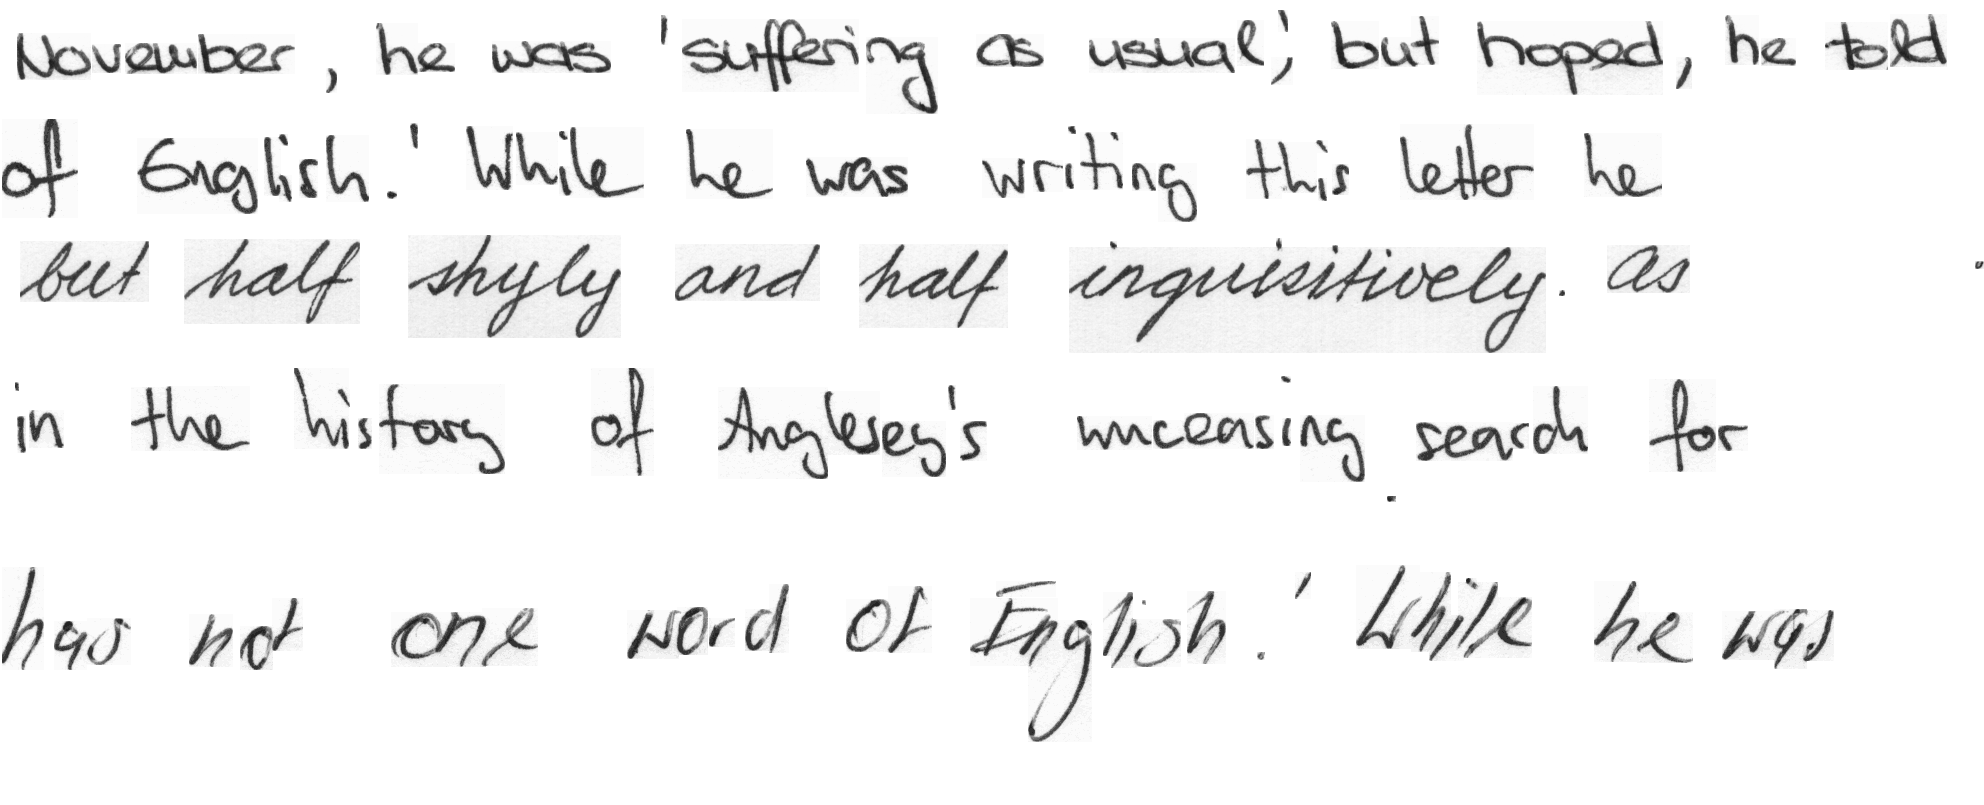 November, he was 'suffering as usual,' but hoped, he told
of English.' While he was writing this letter he
but half shyly and half inquisitively. As
in the history of Anglesey's unceasing search for
has not one word of English.' While he was